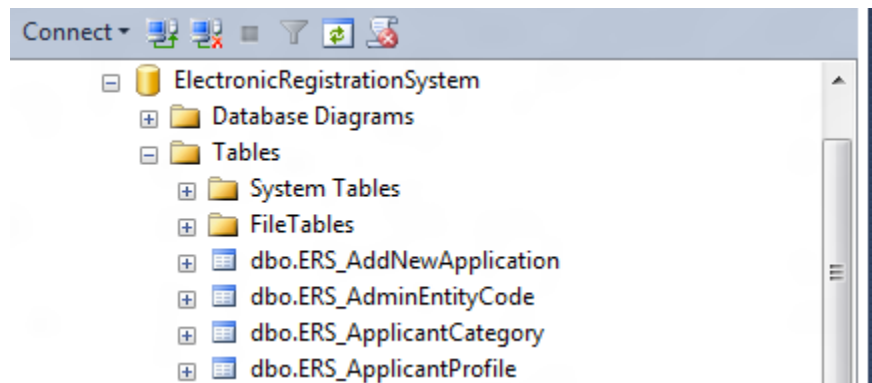 Connect
ElectronicRegistrationSystem
Database Diagrams
Tables
System Tables
FileTables
dbo.ERS_AddNewApplication
dbo.ERS_AdminEntityCode
dbo.ERS_ApplicantCategory
dbo.ERS_ApplicantProfile